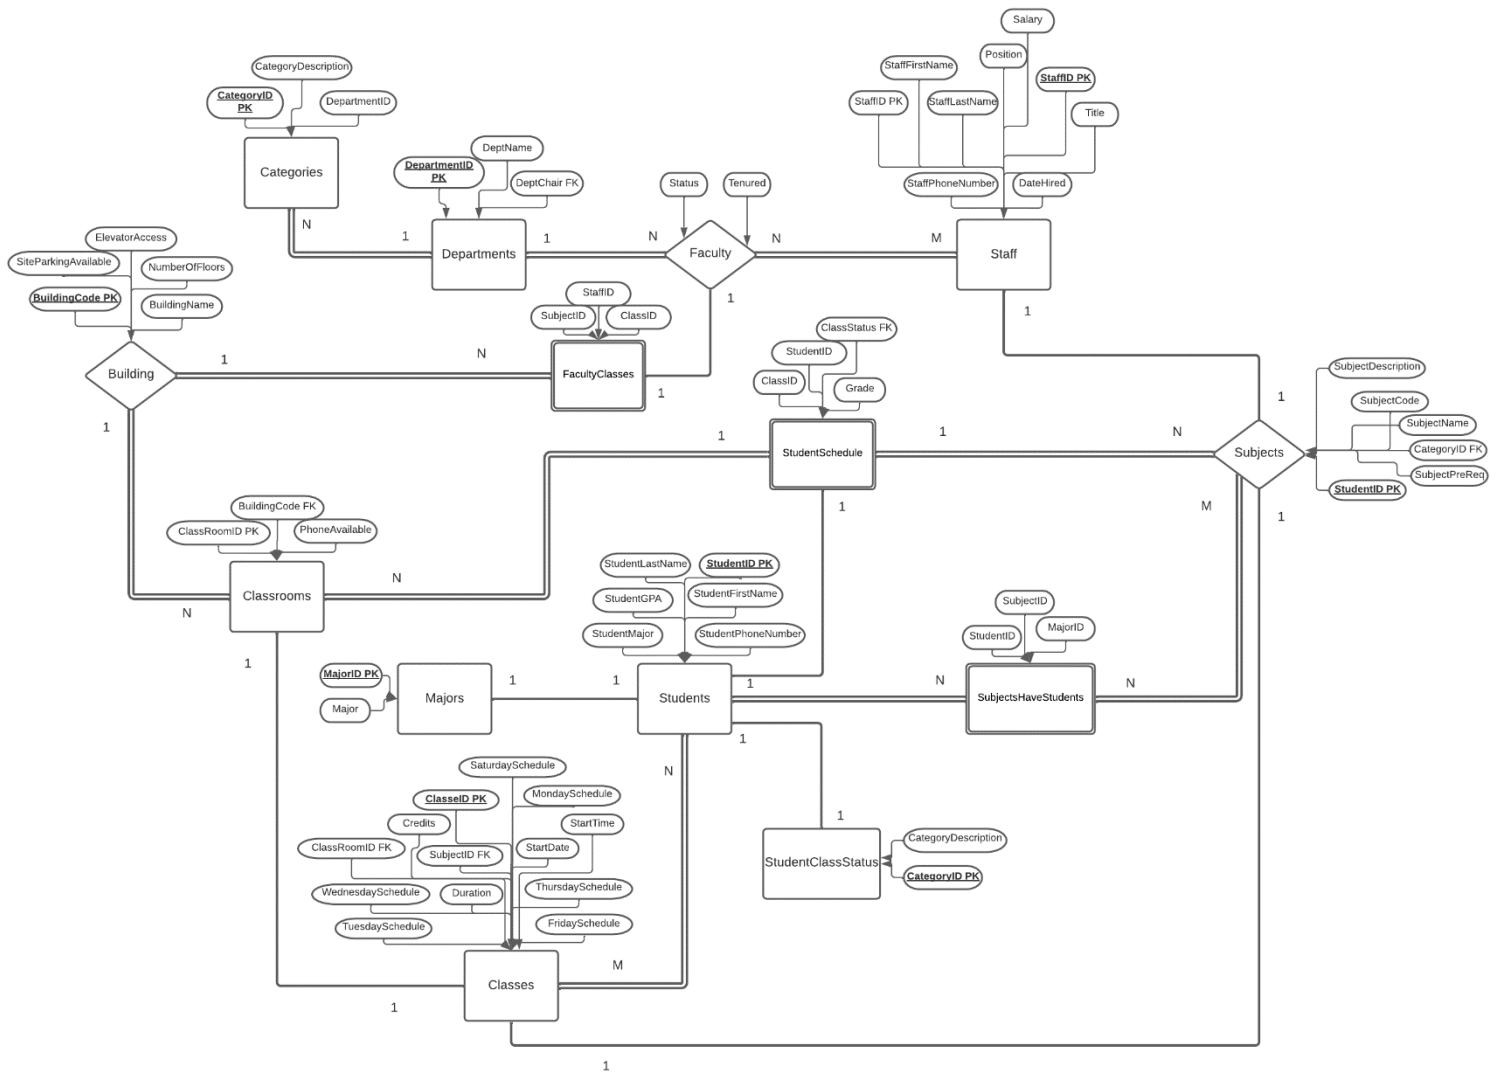 Salary
Position
StaffFirstName
StaffID PK
StaffID PK
StaffLastName
Title
StaffPhoneNumber
DateHired
CategoryDescription
CategoryID
PK
DepartmentID
Categories
N
DeptName
DepartmentID
PK
DeptChair FK
Status
Tenured
1
Departments
1
N
Faculty
N
M
Staff
1
1
ElevatorAccess
SiteParkingAvailable
NumberOfFloors
BuildingCode PK
BuildingName
Building
1
N
1
StaffID
SubjectID
ClassID
FacultyClasses
1
ClassStatus FK
StudentID
ClassID
Grade
StudentSchedule
1
1
N
1
1
Subjects
SubjectDescription
SubjectCode
SubjectName
CategoryID FK
SubjectPreReq
StudentID PK
M
1
BuildingCode FK
ClassRoomID PK
PhoneAvailable
Classrooms
N
N
1
StudentLastName
StudentID PK
StudentGPA
StudentFirstName
StudentMajor
StudentPhoneNumber
SubjectID
StudentID
MajorID
MajorID PK
Major
Majors
1
1
Students
1
N
SubjectsHaveStudents
N
1
N
SaturdaySchedule
ClasseID PK
MondaySchedule
Credits
StartTime
ClassRoomID FK
SubjectID FK
StartDate
WednesdaySchedule
Duration
ThursdaySchedule
TuesdaySchedule
FridaySchedule
1
StudentClassStatus
CategoryDescription
CategoryID PK
Classes
M
1
1